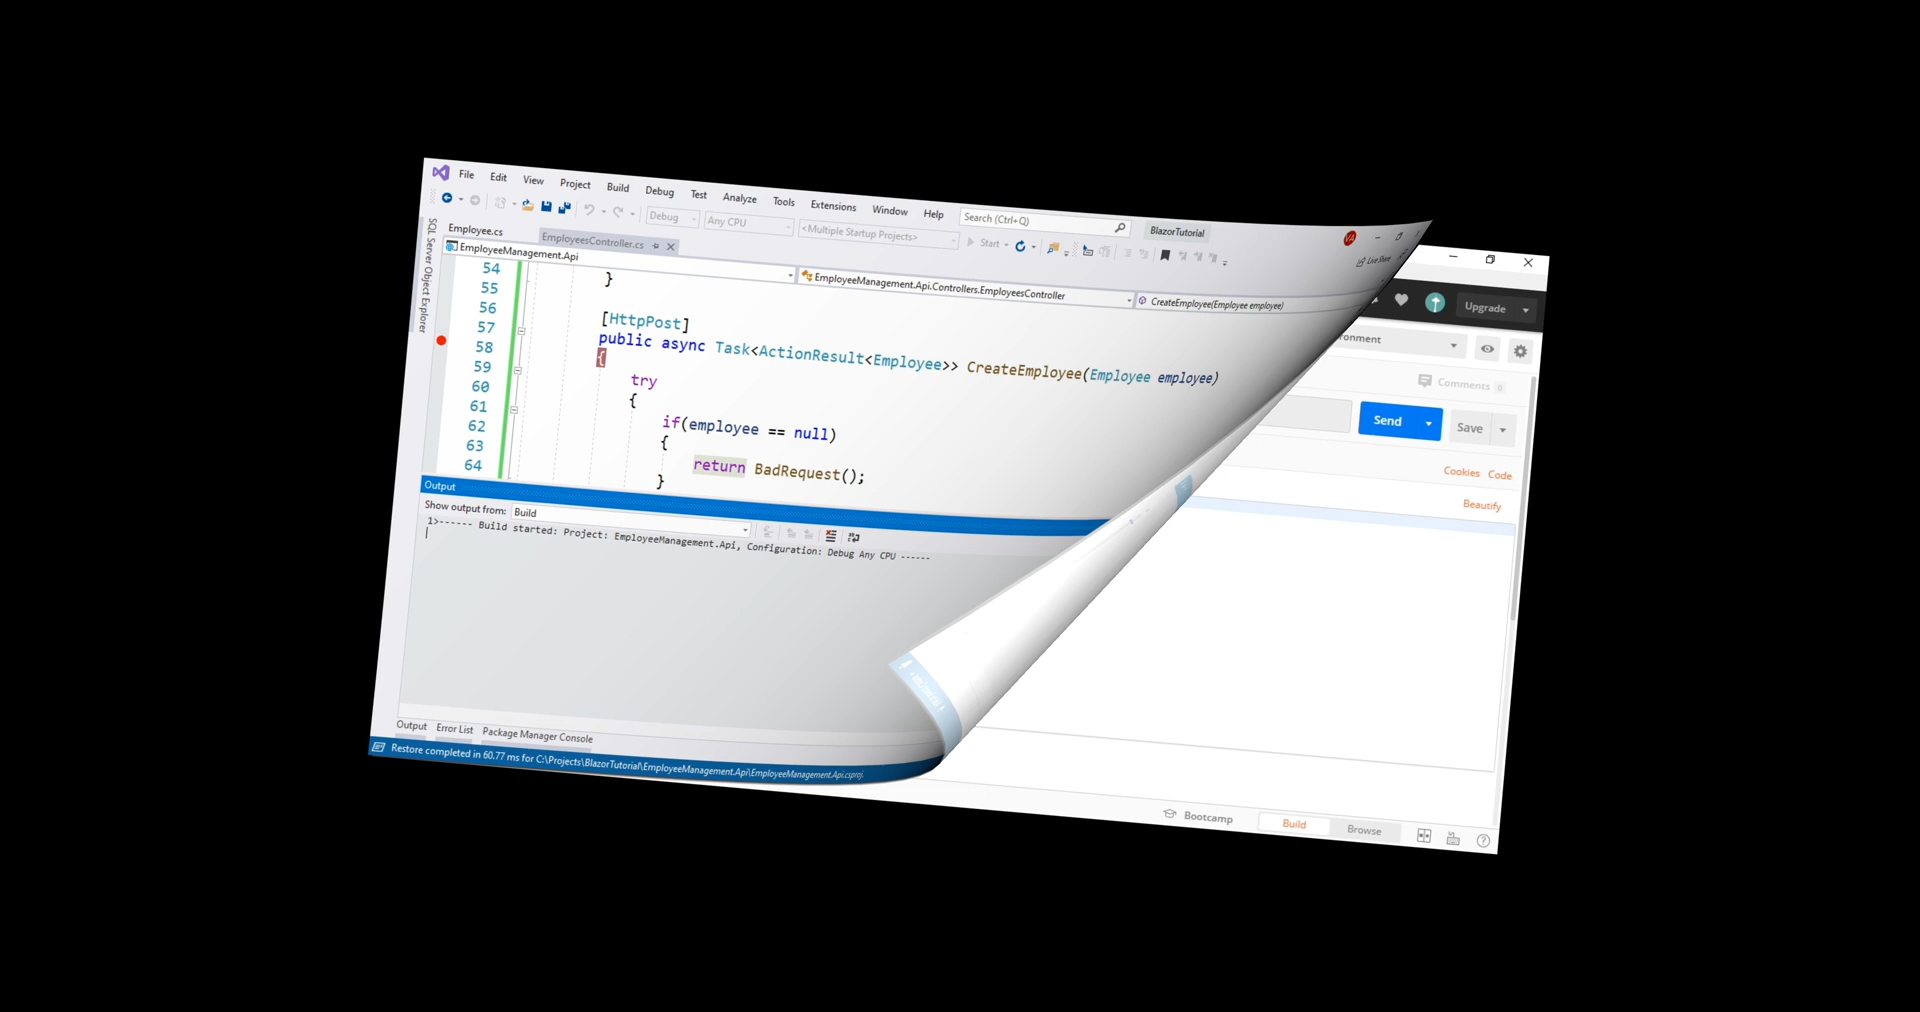 File Edit View Project Build Debug Test Analyze Tools Extensions Window Help Search (Ctrl+Q) BlazorTutorial VA
Debug Any CPU <Multiple Startup Projects> Start Live Share
SQL Server Object Explorer
Employee.cs EmployeesController.cs
EmployeeManagement.Api EmployeeManagement.Api.Controllers.EmployeesController CreateEmployee(Employee employee)
54 }
55
56 [HttpPost]
57 public async Task<ActionResult<Employee>> CreateEmployee(Employee employee)
58 {
59 try
60 {
61 if(employee == null)
62 {
63 return BadRequest();
64 }
Output
Show output from: Build
1>------ Build started: Project: EmployeeManagement.Api, Configuration: Debug Any CPU ------
Output Error List Package Manager Console
Restore completed in 60.77 ms for C:\Projects\BlazorTutorial\EmployeeManagement.Api\EmployeeManagement.Api.csproj.
Upgrade
ronment
Comments 0
Send Save
Cookies Code
Beautify
Bootcamp Build Browse